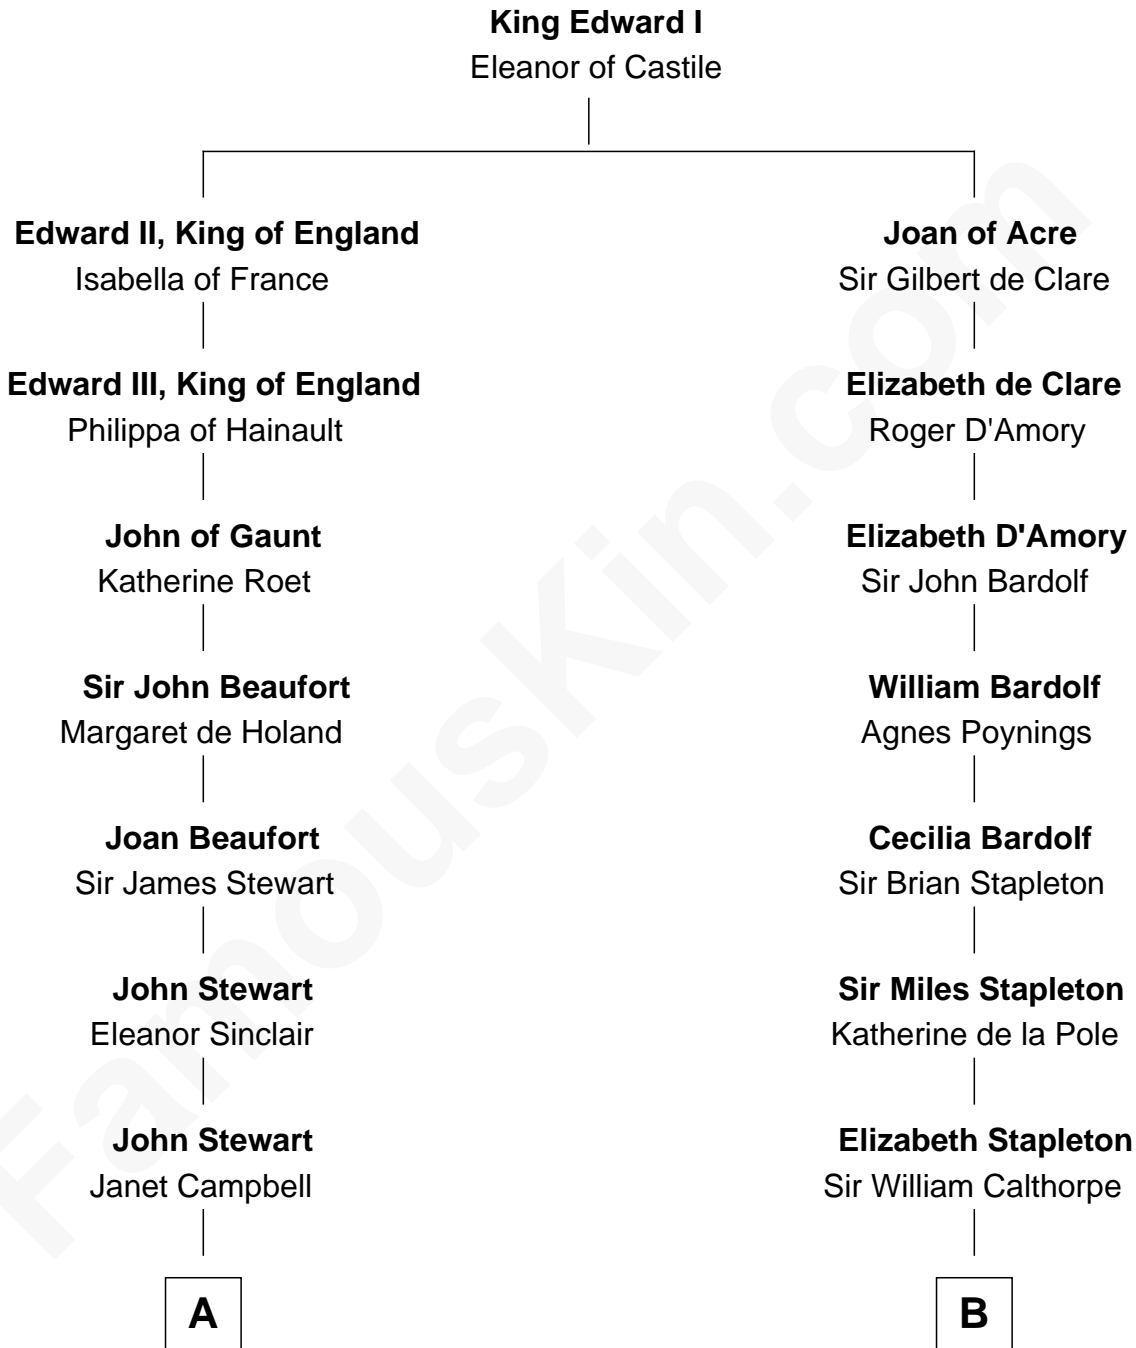 King Edward I
Eleanor of Castile
Edward II, King of England
Isabella of France
Joan of Acre
Sir Gilbert de Clare
Edward III, King of England
Philippa of Hainault
Elizabeth de Clare
Roger D'Amory
John of Gaunt
Katherine Roet
Elizabeth D'Amory
Sir John Bardolf
Sir John Beaufort
Margaret de Holand
William Bardolf
Agnes Poynings
Joan Beaufort
Sir James Stewart
Cecilia Bardolf
Sir Brian Stapleton
John Stewart
Eleanor Sinclair
Sir Miles Stapleton
Katherine de la Pole
John Stewart
Janet Campbell
Elizabeth Stapleton
Sir William Calthorpe
A
B
FamousKin.com